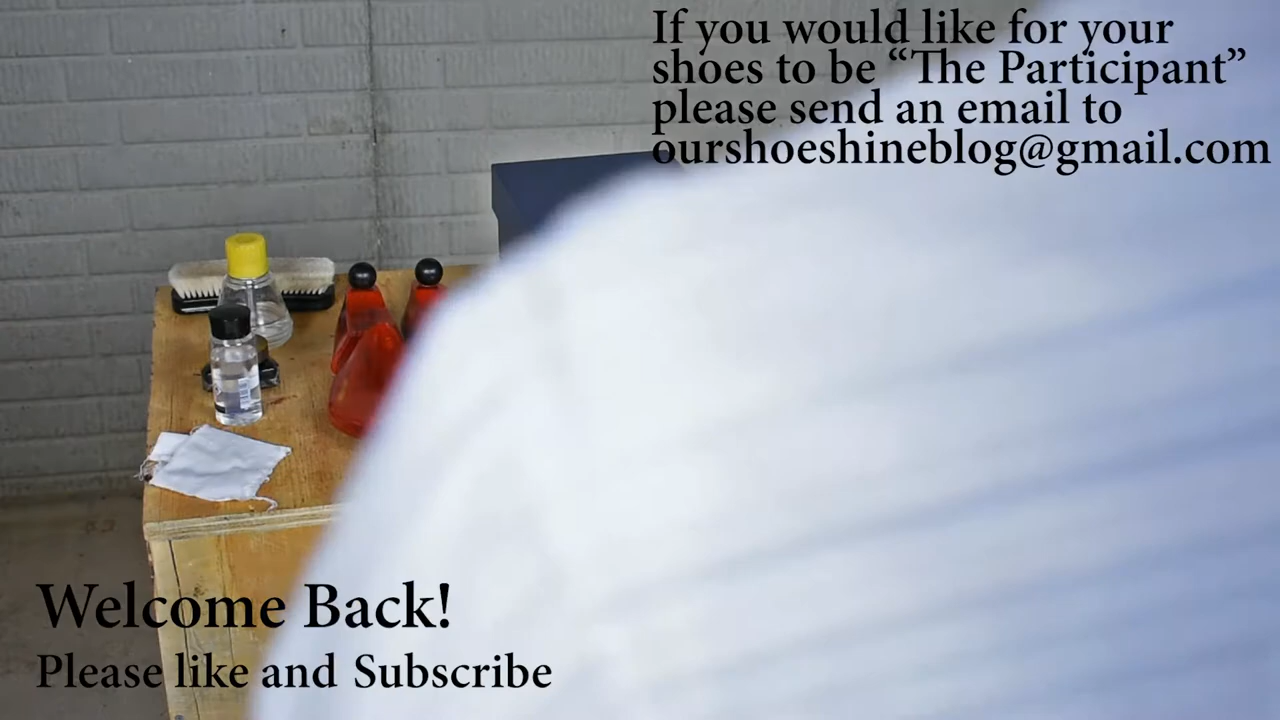 If you would like for your
shoes to be “The Participant”
please send an email to
ourshoeshineblog@gmail.com
Welcome Back!
Please like and Subscribe